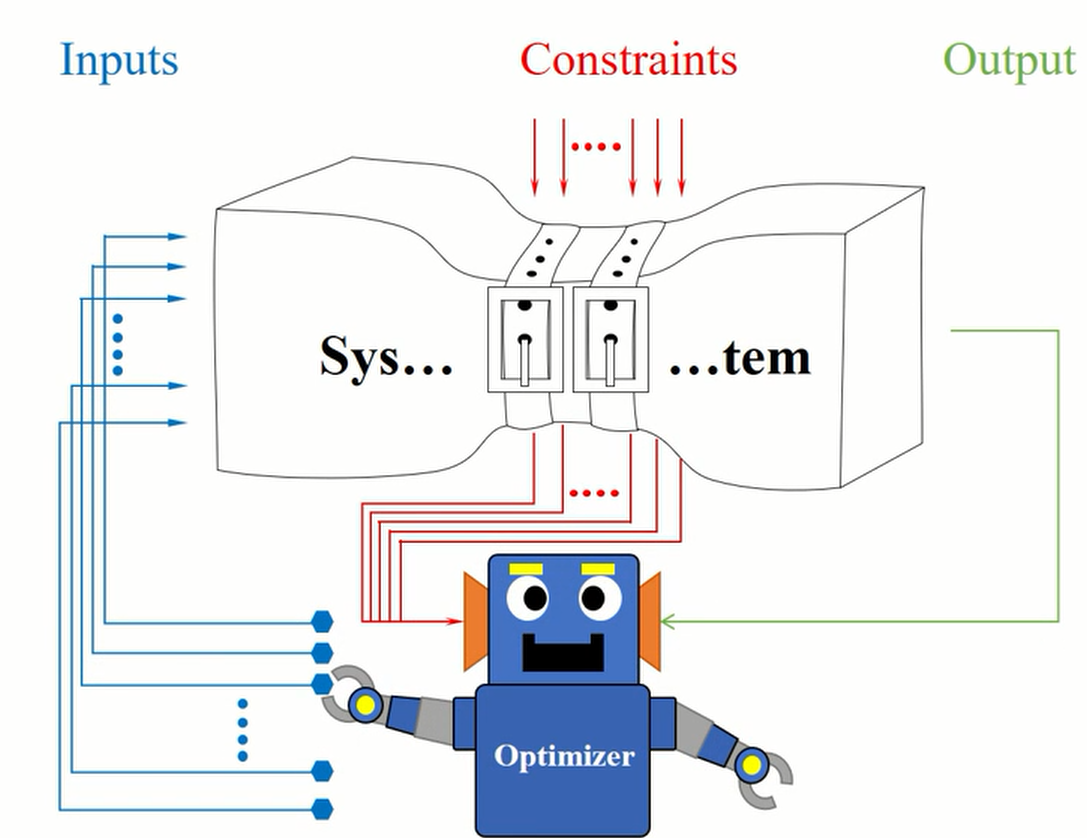 Inputs
Constraints
Output
Sys… …tem
Optimizer